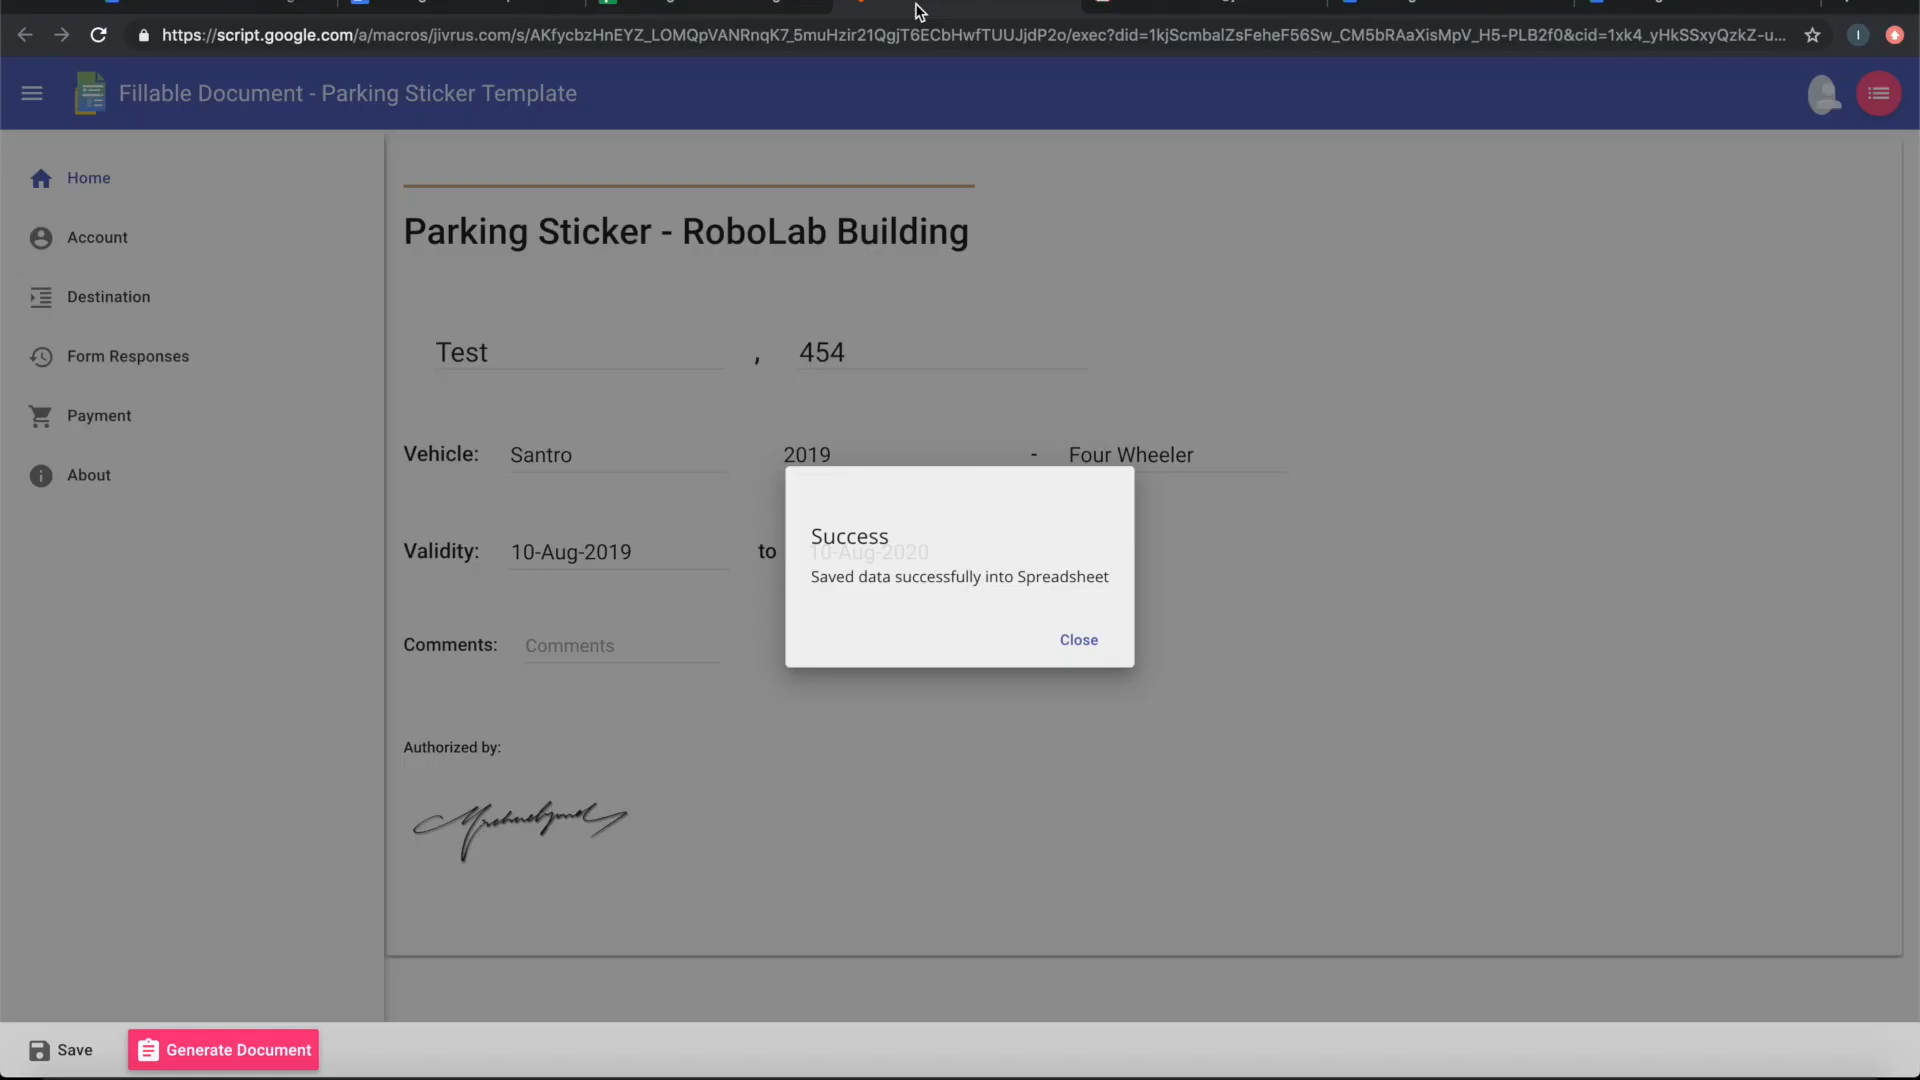 https://script.google.com/a/macros/jivrus.com/s/AKfycbzHnEYZ_LOMQpVANRnqK7_5muHzir21QgjT6ECbHwfTUUJjdP2o/exec?did=1kjScmbalZsFeheF56Sw_CM5bRAaXisMpV_H5-PLB2f0&cid=1xk4_yHkSSxyQzkZ-u...
I
Fillable Document - Parking Sticker Template
Home
Account
Destination
Form Responses
Payment
About
Parking Sticker - RoboLab Building
Test , 454
Vehicle: Santro 2019 - Four Wheeler
Validity: 10-Aug-2019 to 10-Aug-2020
Success
Saved data successfully into Spreadsheet
Close
Comments: Comments
Authorized by:
Save
Generate Document